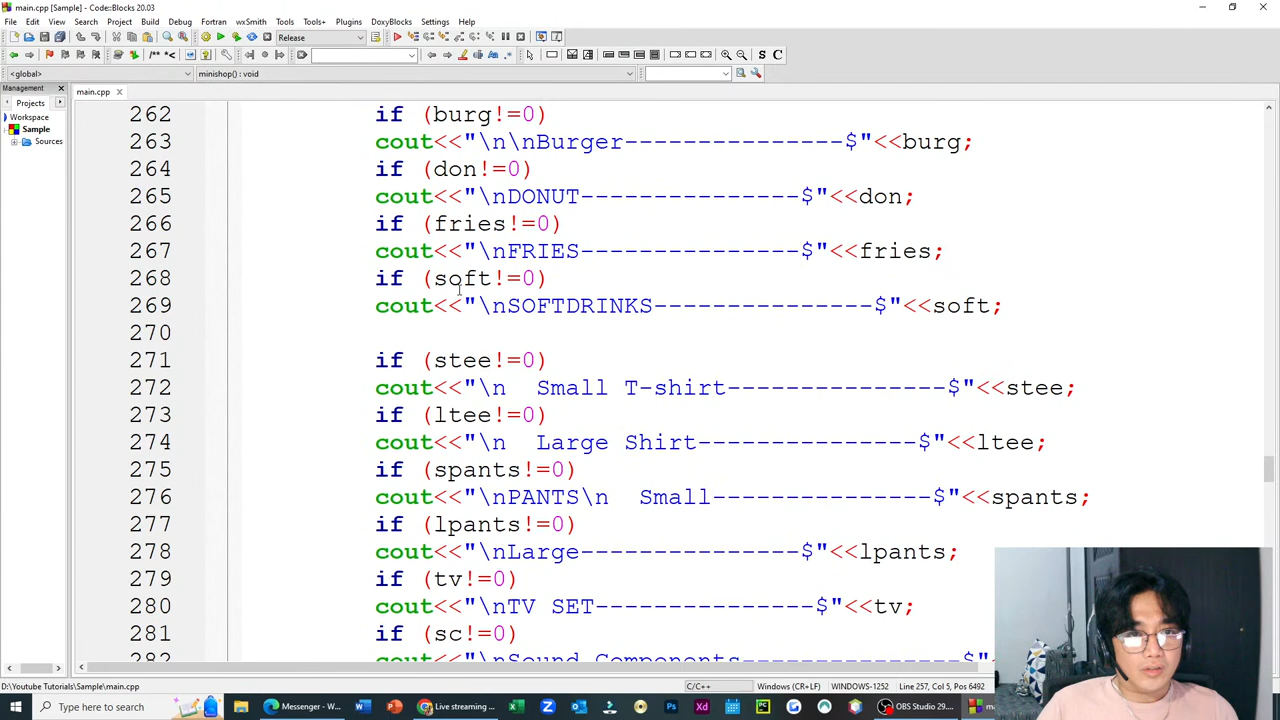 main.cpp [Sample] - Code::Blocks 20.03
File Edit View Search Project Build Debug Fortran wxSmith Tools Tools+ Plugins DoxyBlocks Settings Help
Release
/** *<
S C
<global> minishop() : void
Management
main.cpp
Projects
Workspace
Sample
Sources
262 if (burg!=0)
263 cout<<"\n\nBurger---------------$"<<burg;
264 if (don!=0)
265 cout<<"\nDONUT---------------$"<<don;
266 if (fries!=0)
267 cout<<"\nFRIES---------------$"<<fries;
268 if (soft!=0)
269 cout<<"\nSOFTDRINKS---------------$"<<soft;
270
271 if (stee!=0)
272 cout<<"\n  Small T-shirt---------------$"<<stee;
273 if (ltee!=0)
274 cout<<"\n  Large Shirt---------------$"<<ltee;
275 if (spants!=0)
276 cout<<"\nPANTS\n  Small---------------$"<<spants;
277 if (lpants!=0)
278 cout<<"\nLarge---------------$"<<lpants;
279 if (tv!=0)
280 cout<<"\nTV SET---------------$"<<tv;
281 if (sc!=0)
282 cout<<"\nSound Components---------------$"<
D:\Youtube Tutorials\Sample\main.cpp C/C++ Windows (CR+LF) WINDOWS-1252 Line 257, Col 5, Pos 6492
Type here to search
Messenger - W...
Live streaming ...
OBS Studio 29....